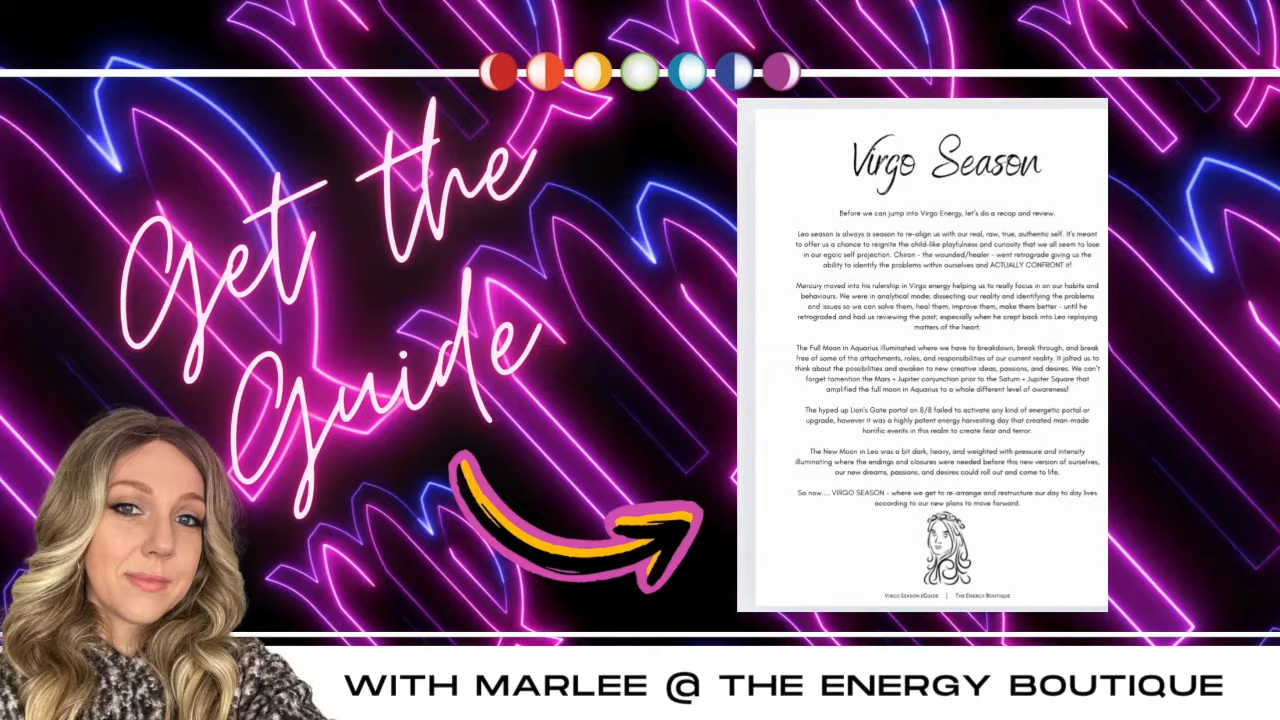 Get the
Guide
Virgo Season
Before we can jump into Virgo Energy, let's do a recap and review.
Leo season is always a season to re-align us with our real, raw, true, authentic self. It's meant
to offer us a chance to reignite the child-like playfulness and curiosity that we all seem to lose
in our egoic self projection. Chiron - the wounded/healer - went retrograde giving us the
ability to identify the problems within ourselves and ACTUALLY CONFRONT it!
Mercury moved into his rulership in Virgo energy helping us to really focus in on our habits and
behaviours. We were in analytical mode; dissecting our reality and identifying the problems
and issues so we can solve them, heal them, improve them, make them better - until he
retrograded and had us reviewing the past; especially when he crept back into Leo replaying
matters of the heart.
The Full Moon in Aquarius illuminated where we have to breakdown, break through, and break
free of some of the attachments, roles, and responsibilities of our current reality. It jolted us to
think about the possibilities and awaken to new creative ideas, passions, and desires. We can't
forget tomention the Mars + Jupiter conjunction prior to the Saturn + Jupiter Square that
amplified the full moon in Aquarius to a whole different level of awareness!
The hyped up Lion's Gate portal on 8/8 failed to activate any kind of energetic portal or
upgrade, however it was a highly potent energy harvesting day that created man-made
horrific events in this realm to create fear and terror.
The New Moon in Leo was a bit dark, heavy, and weighted with pressure and intensity
illuminating where the endings and closures were needed before this new version of ourselves,
our new dreams, passions, and desires could roll out and come to life.
So now.... VIRGO SEASON - where we get to re-arrange and restructure our day to day lives
according to our new plans to move forward.
Virgo Season eGuide | The Energy Boutique
WITH MARLEE @ THE ENERGY BOUTIQUE